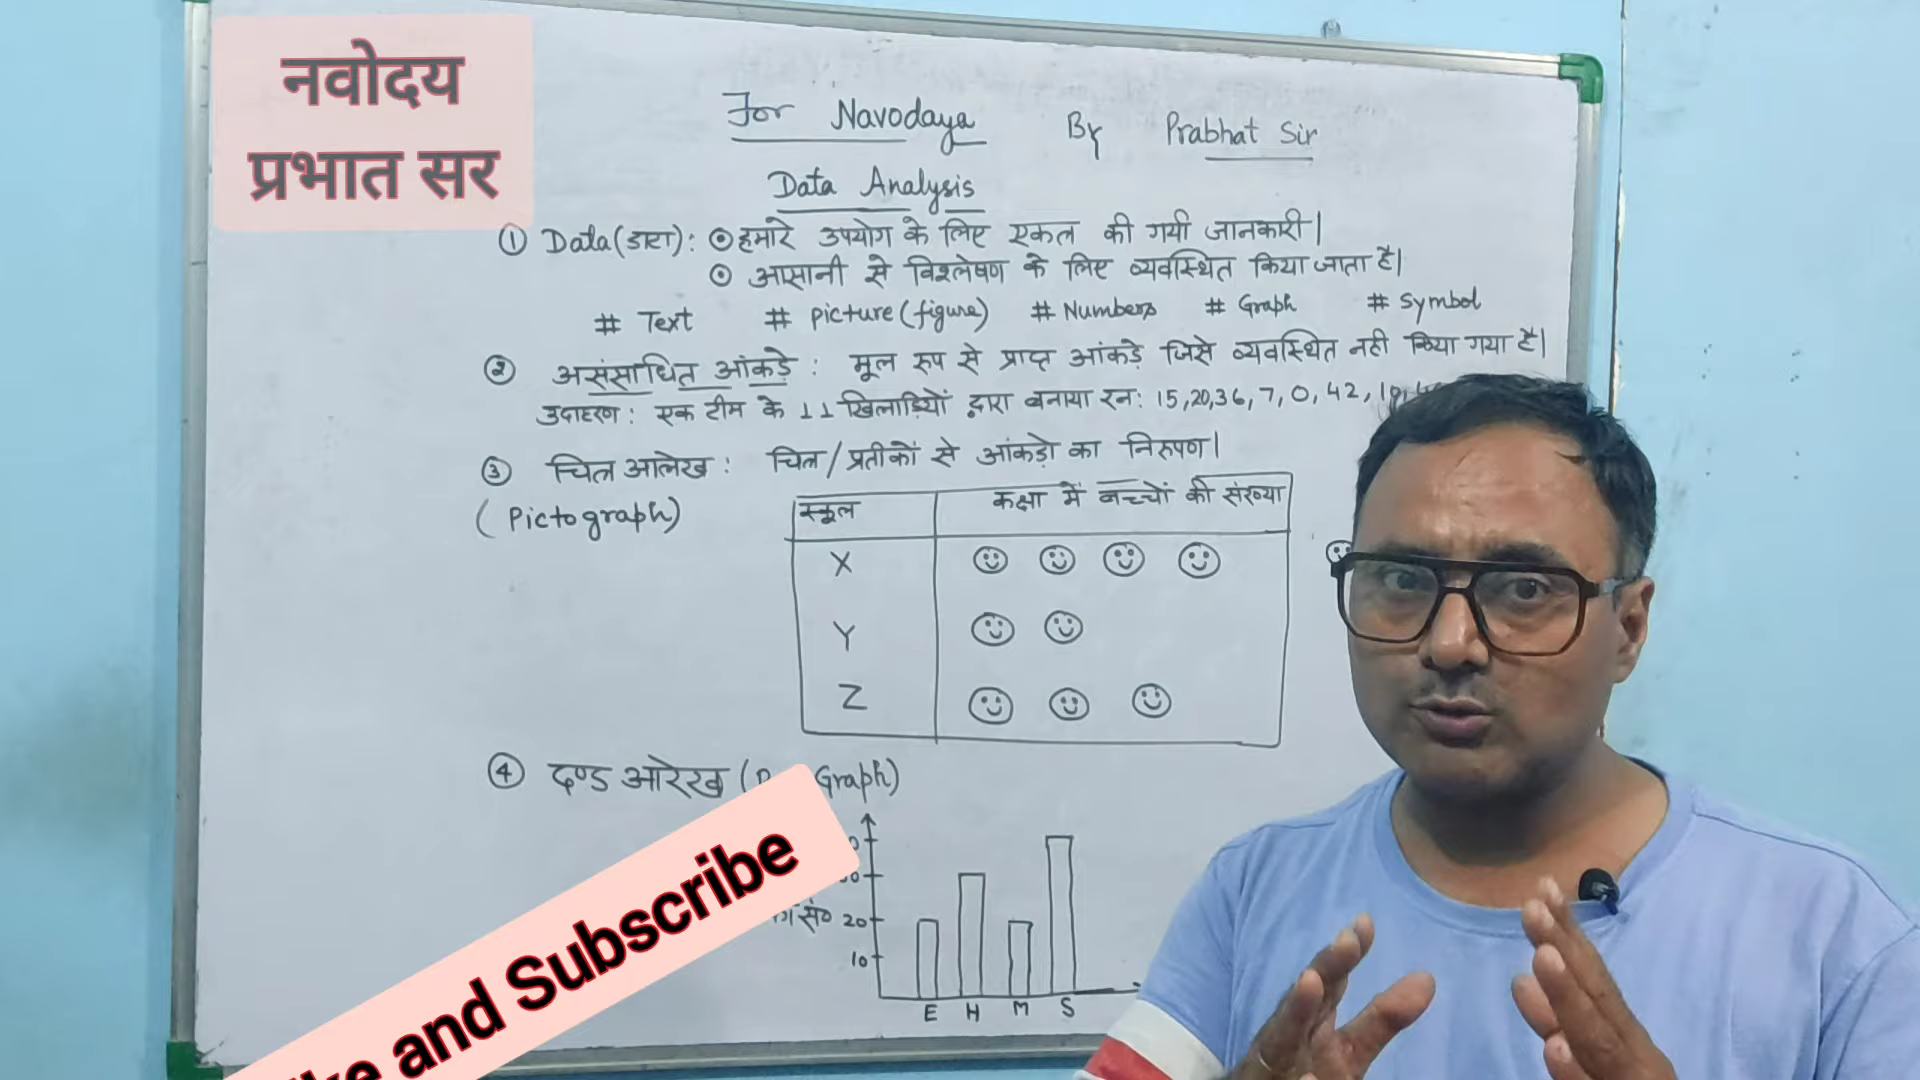 नवोदय
प्रभात सर
For Navodaya By Prabhat Sir
Data Analysis
① Data(डाटा): ⊙ हमारे उपयोग के लिए एकत्र की गयी जानकारी।
⊙ आसानी से विश्लेषण के लिए व्यवस्थित किया जाता है।
# Text # picture(figure) # Numbers # Graph # Symbol
② असंसाधित आंकड़े : मूल रूप से प्राप्त आंकड़े जिसे व्यवस्थित नही किया गया है।
उदाहरण : एक टीम के 11 खिलाड़ियों द्वारा बनाया रन: 15,20,36,7,0,42,
③ चित्र आलेख : चित्र/प्रतीकों से आंकड़ो का निरुपण।
(Pictograph)
स्कूल कक्षा में बच्चों की संख्या
X
Y
Z
④ दण्ड आरेख ( Graph)
सं० 20
10
E H M S
and Subscribe